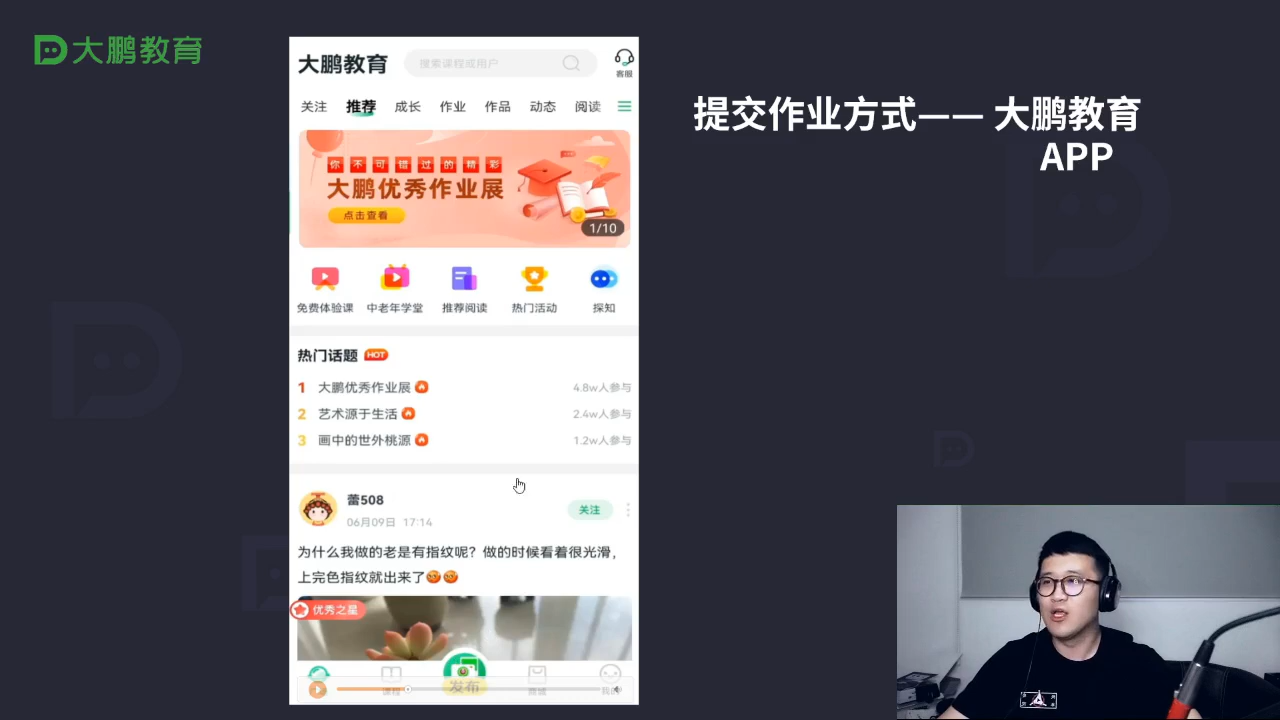 大鹏教育
大鹏教育
搜索课程或用户
客服
关注 推荐 成长 作业 作品 动态 阅读
你不可错过的精彩
大鹏优秀作业展
点击查看
1/10
免费体验课 中老年学堂 推荐阅读 热门活动 探知
热门话题 HOT
1 大鹏优秀作业展 4.8w人参与
2 艺术源于生活 2.4w人参与
3 画中的世外桃源 1.2w人参与
蕾508
06月09日 17:14
关注
为什么我做的老是有指纹呢？做的时候看着很光滑，
上完色指纹就出来了
优秀之星
课程 发布 商城
提交作业方式—— 大鹏教育
APP